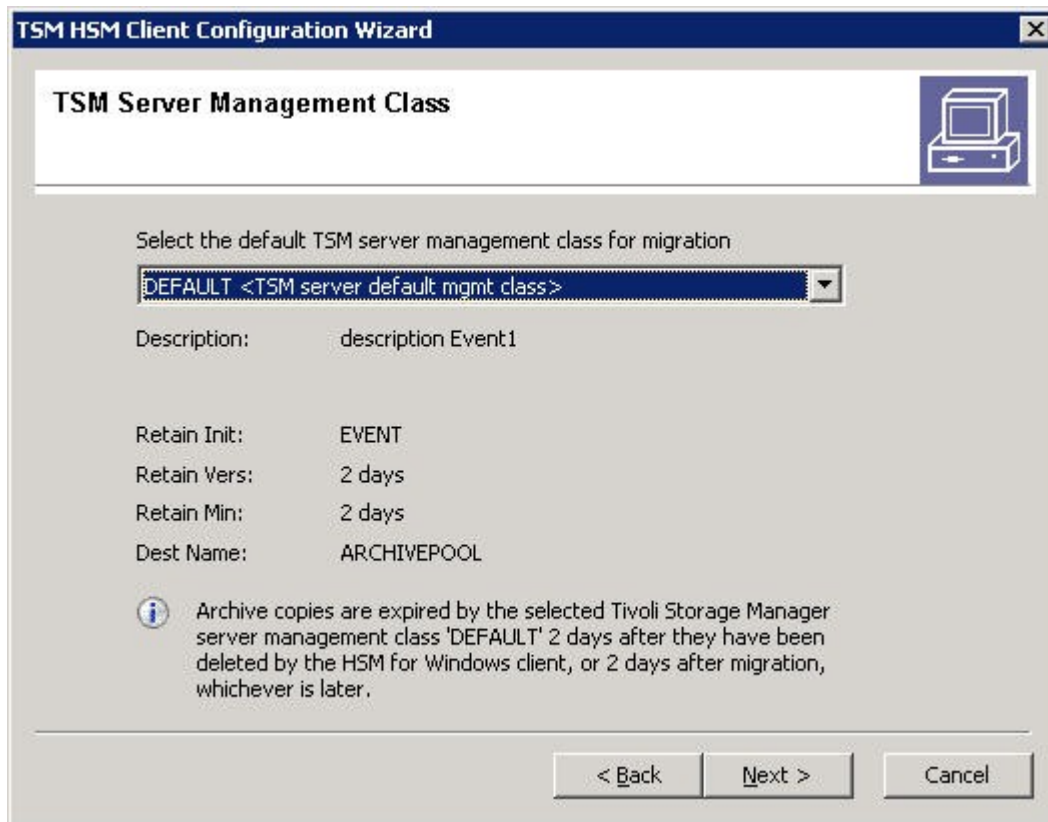 TSM HSM Client Configuration Wizard
TSM Server Management Class
Select the default TSM server management class for migration
DEFAULT <TSM server default mgmt class>
Description: description Event1
Retain Init: EVENT
Retain Vers: 2 days
Retain Min: 2 days
Dest Name: ARCHIVEPOOL
Archive copies are expired by the selected Tivoli Storage Manager
server management class 'DEFAULT' 2 days after they have been
deleted by the HSM for Windows client, or 2 days after migration,
whichever is later.
< Back Next > Cancel